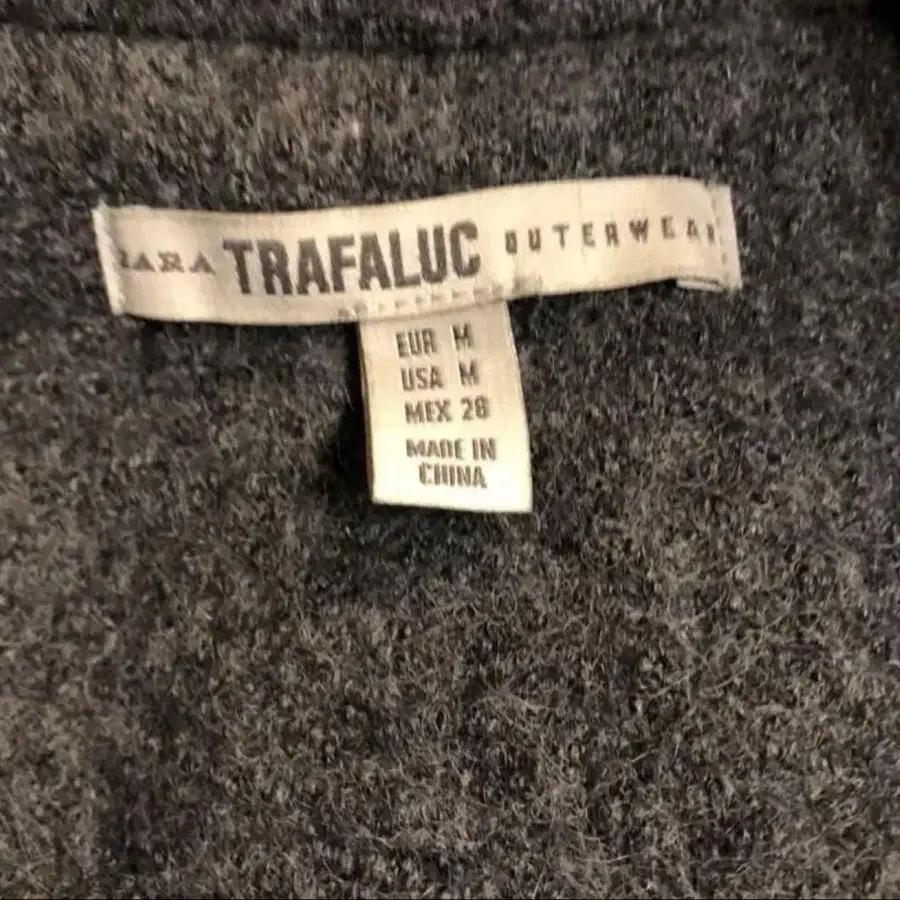 ZARA TRAFALUC OUTERWEAR
EUR M
USA M
MEX 28
MADE IN
CHINA